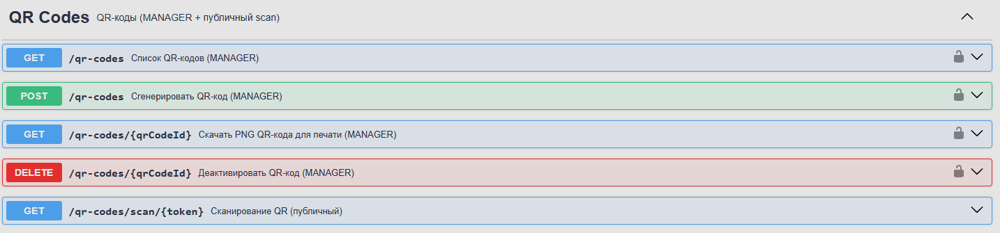 QR Codes QR-коды (MANAGER + публичный scan)
GET /qr-codes Список QR-кодов (MANAGER)
POST /qr-codes Сгенерировать QR-код (MANAGER)
GET /qr-codes/{qrCodeId} Скачать PNG QR-кода для печати (MANAGER)
DELETE /qr-codes/{qrCodeId} Деактивировать QR-код (MANAGER)
GET /qr-codes/scan/{token} Сканирование QR (публичный)